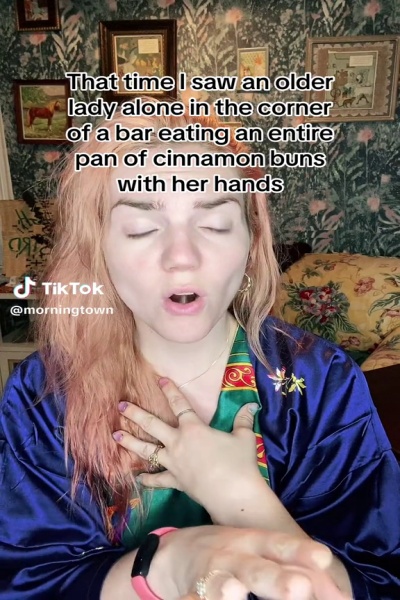 That time I saw an older
lady alone in the corner
of a bar eating an entire
pan of cinnamon buns
with her hands
TikTok
@morningtown